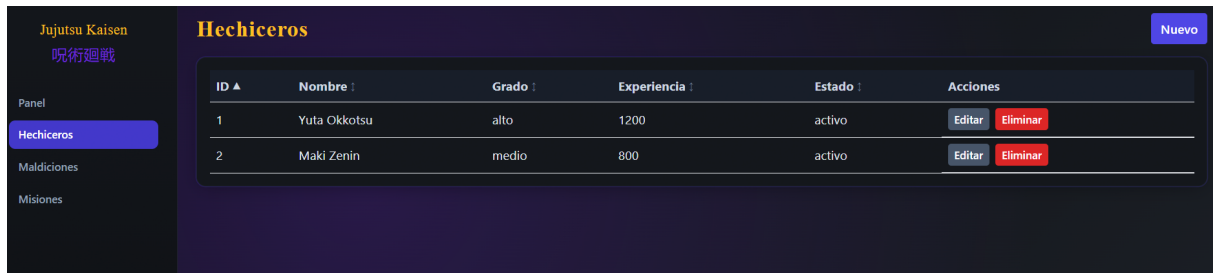 Jujutsu Kaisen
呪術廻戦
Panel
Hechiceros
Maldiciones
Misiones
Hechiceros
Nuevo
ID ▲ Nombre ↕ Grado ↕ Experiencia ↕ Estado ↕ Acciones
1 Yuta Okkotsu alto 1200 activo Editar Eliminar
2 Maki Zenin medio 800 activo Editar Eliminar